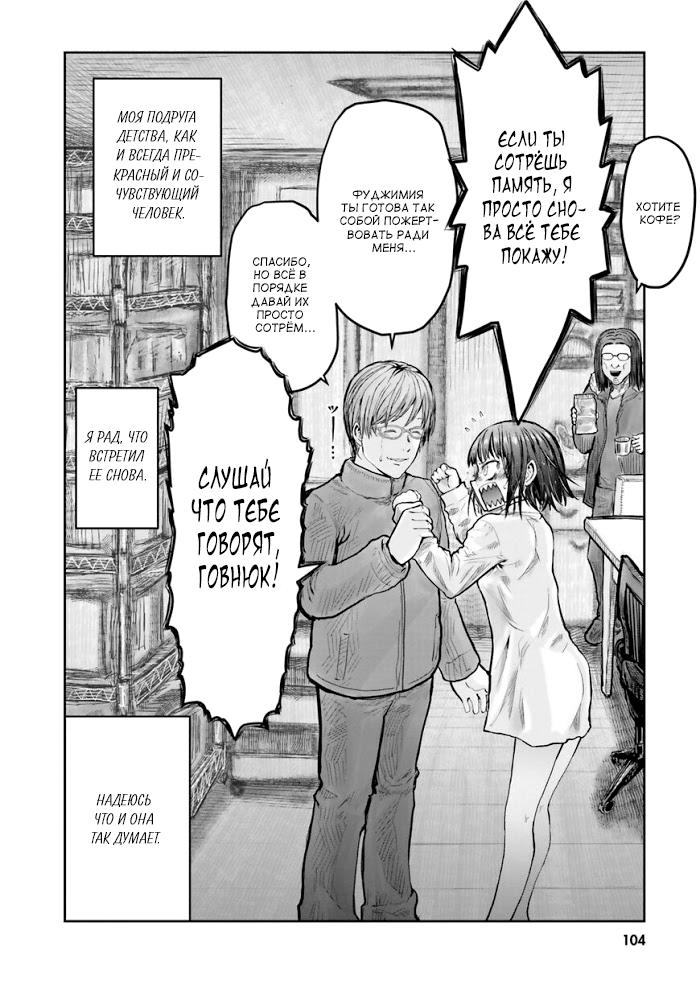 ХОТИТЕ
КОФЕ?
ЕСЛИ ТЫ
СОТРЁШЬ
ПАМЯТЬ, Я
ПРОСТО СНО-
ВА ВСЁ ТЕБЕ
ПОКАЖУ!
ФУДЖИМИЯ
ТЫ ГОТОВА ТАК
СОБОЙ ПОЖЕРТ-
ВОВАТЬ РАДИ
МЕНЯ...
СПАСИБО,
НО ВСЁ В
ПОРЯДКЕ
ДАВАЙ ИХ
ПРОСТО
СОТРЁМ...
СЛУШАЙ
ЧТО ТЕБЕ
ГОВОРЯТ,
ГОВНЮК!
МОЯ ПОДРУГА
ДЕТСТВА, КАК
И ВСЕГДА ПРЕ-
КРАСНЫЙ И СО-
ЧУВСТВУЮЩИЙ
ЧЕЛОВЕК.
Я РАД, ЧТО
ВСТРЕТИЛ
ЕЕ СНОВА.
НАДЕЮСЬ
ЧТО И ОНА
ТАК ДУМАЕТ.
104